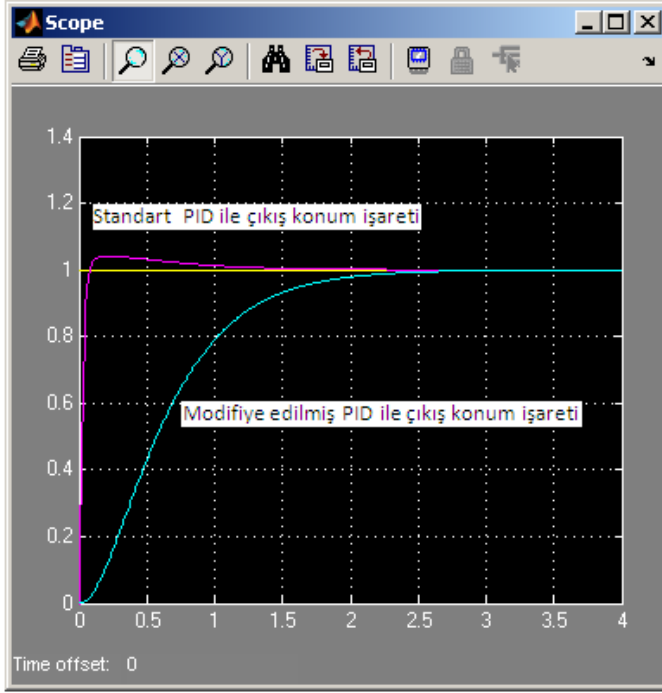 Scope
1.4
1.2
Standart PID ile çıkış konum işareti
1
0.8
0.6
Modifiye edilmiş PID ile çıkış konum işareti
0.4
0.2
0
0 0.5 1 1.5 2 2.5 3 3.5 4
Time offset: 0